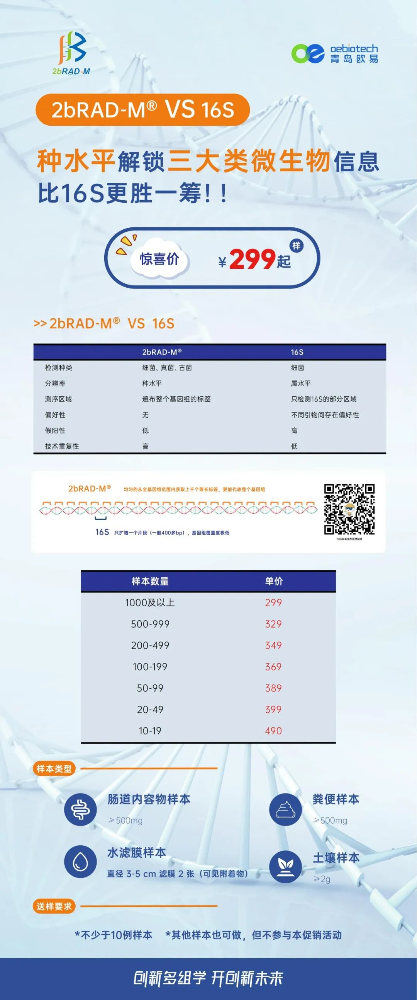 2bRAD-M
oebiotech
青岛欧易
2bRAD-M® VS 16S
种水平解锁三大类微生物信息
比16S更胜一筹！！
惊喜价 ¥299起 样
>>2bRAD-M® VS 16S
2bRAD-M® 16S
检测种类 细菌、真菌、古菌 细菌
分辨率 种水平 属水平
测序区域 遍布整个基因组的标签 只检测16S的部分区域
偏好性 无 不同引物间存在偏好性
假阳性 低 高
技术重复性 高 低
2bRAD-M® 均匀的从全基因组范围内获取上千个等长标签，更能代表整个基因组
16S 只扩增一个片段（一般400多bp），基因组覆盖度极低
扫码观看技术原理视频
样本数量 单价
1000及以上 299
500-999 329
200-499 349
100-199 369
50-99 389
20-49 399
10-19 490
样本类型
肠道内容物样本
≥500mg
粪便样本
≥500mg
水滤膜样本
直径 3-5 cm 滤膜 2 张（可见附着物）
土壤样本
≥2g
送样要求
*不少于10例样本 *其他样本也可做，但不参与本促销活动
创新多组学 开创新未来